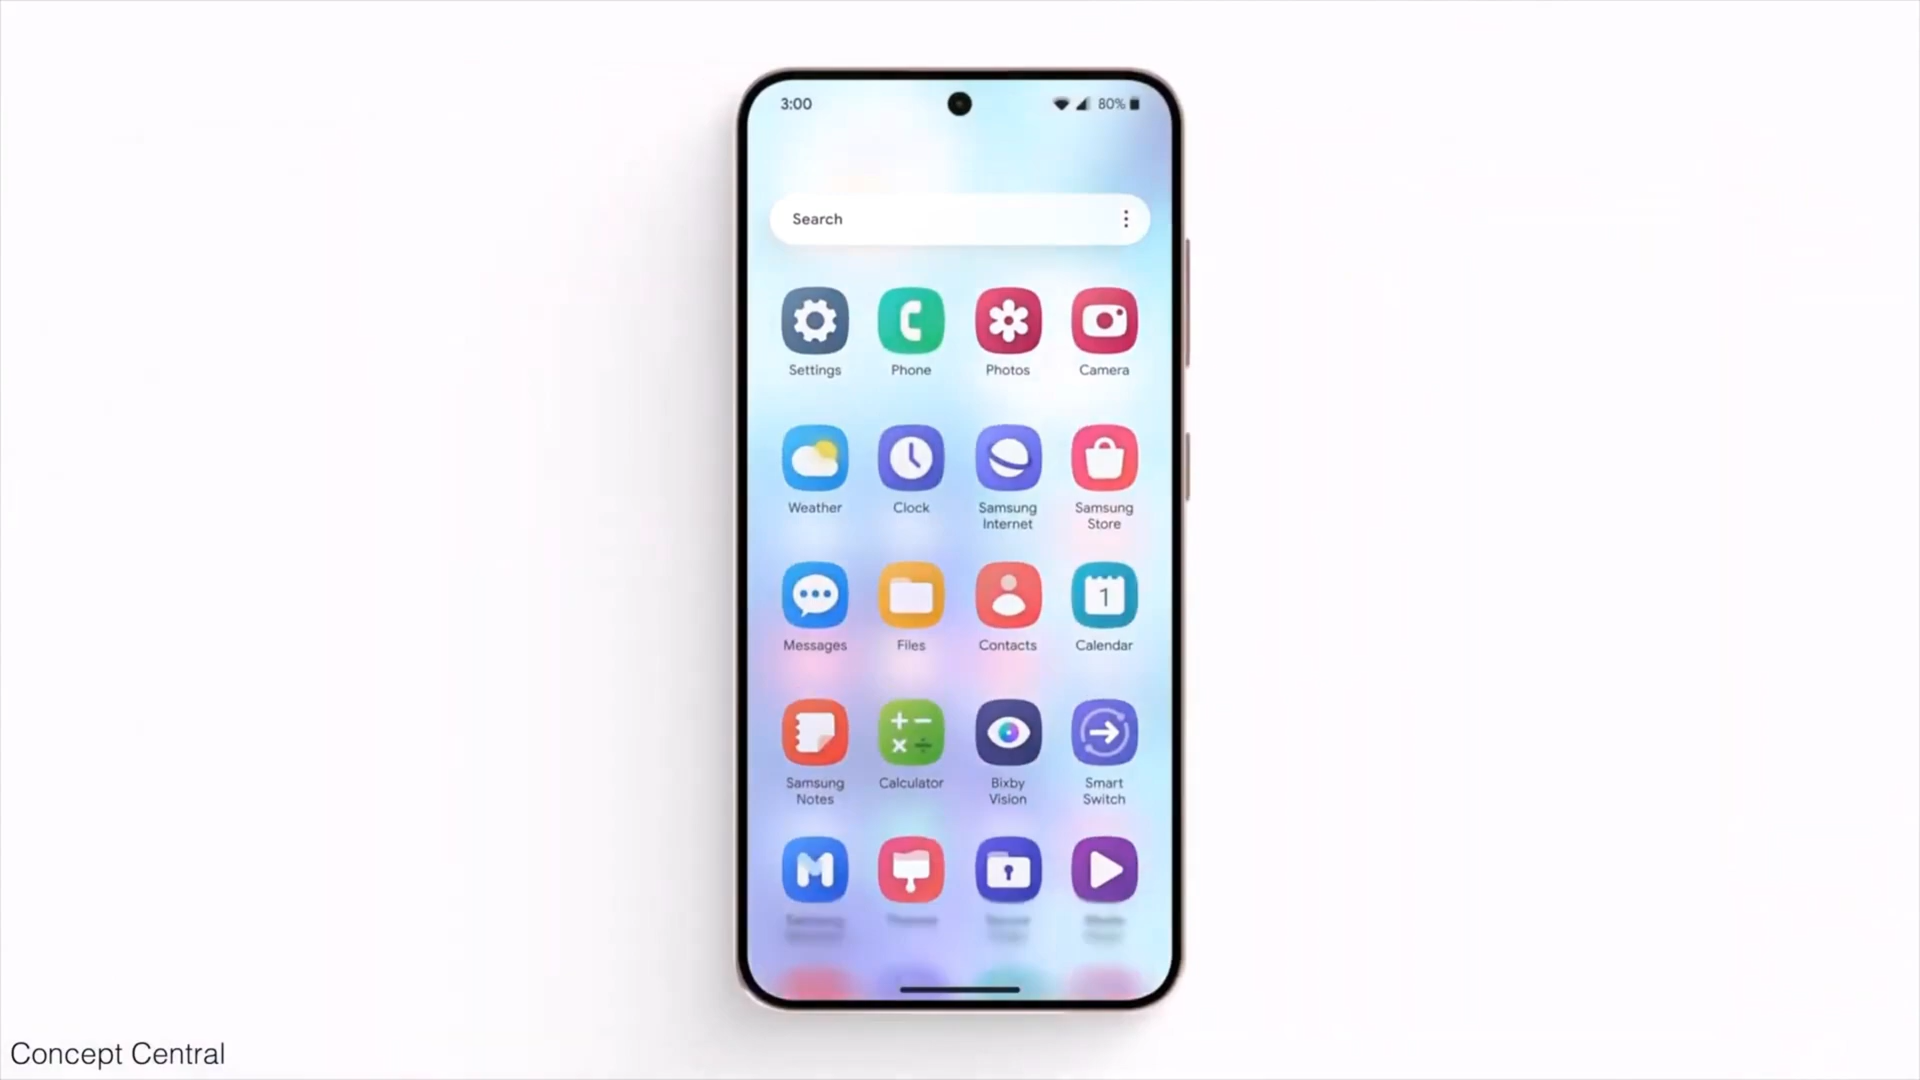 3:00 80%
Search
Settings Phone Photos Camera
Weather Clock Samsung Samsung
Internet Store
Messages Files Contacts Calendar
1
Samsung Calculator Bixby Smart
Notes Vision Switch
Concept Central